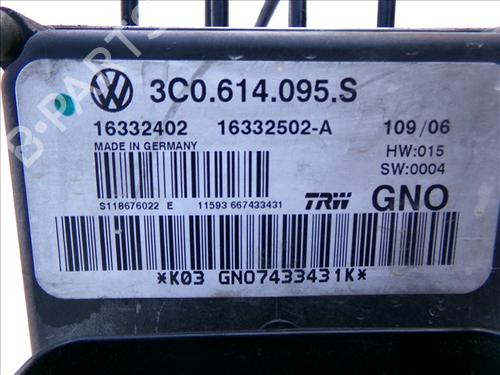 3C0.614.095.S
16332402 16332502-A 109/06
MADE IN GERMANY HW:015
SW:0004
S118676022 E 11593 667433431 TRW GNO
*K03 GNO7433431K*
B-PARTS